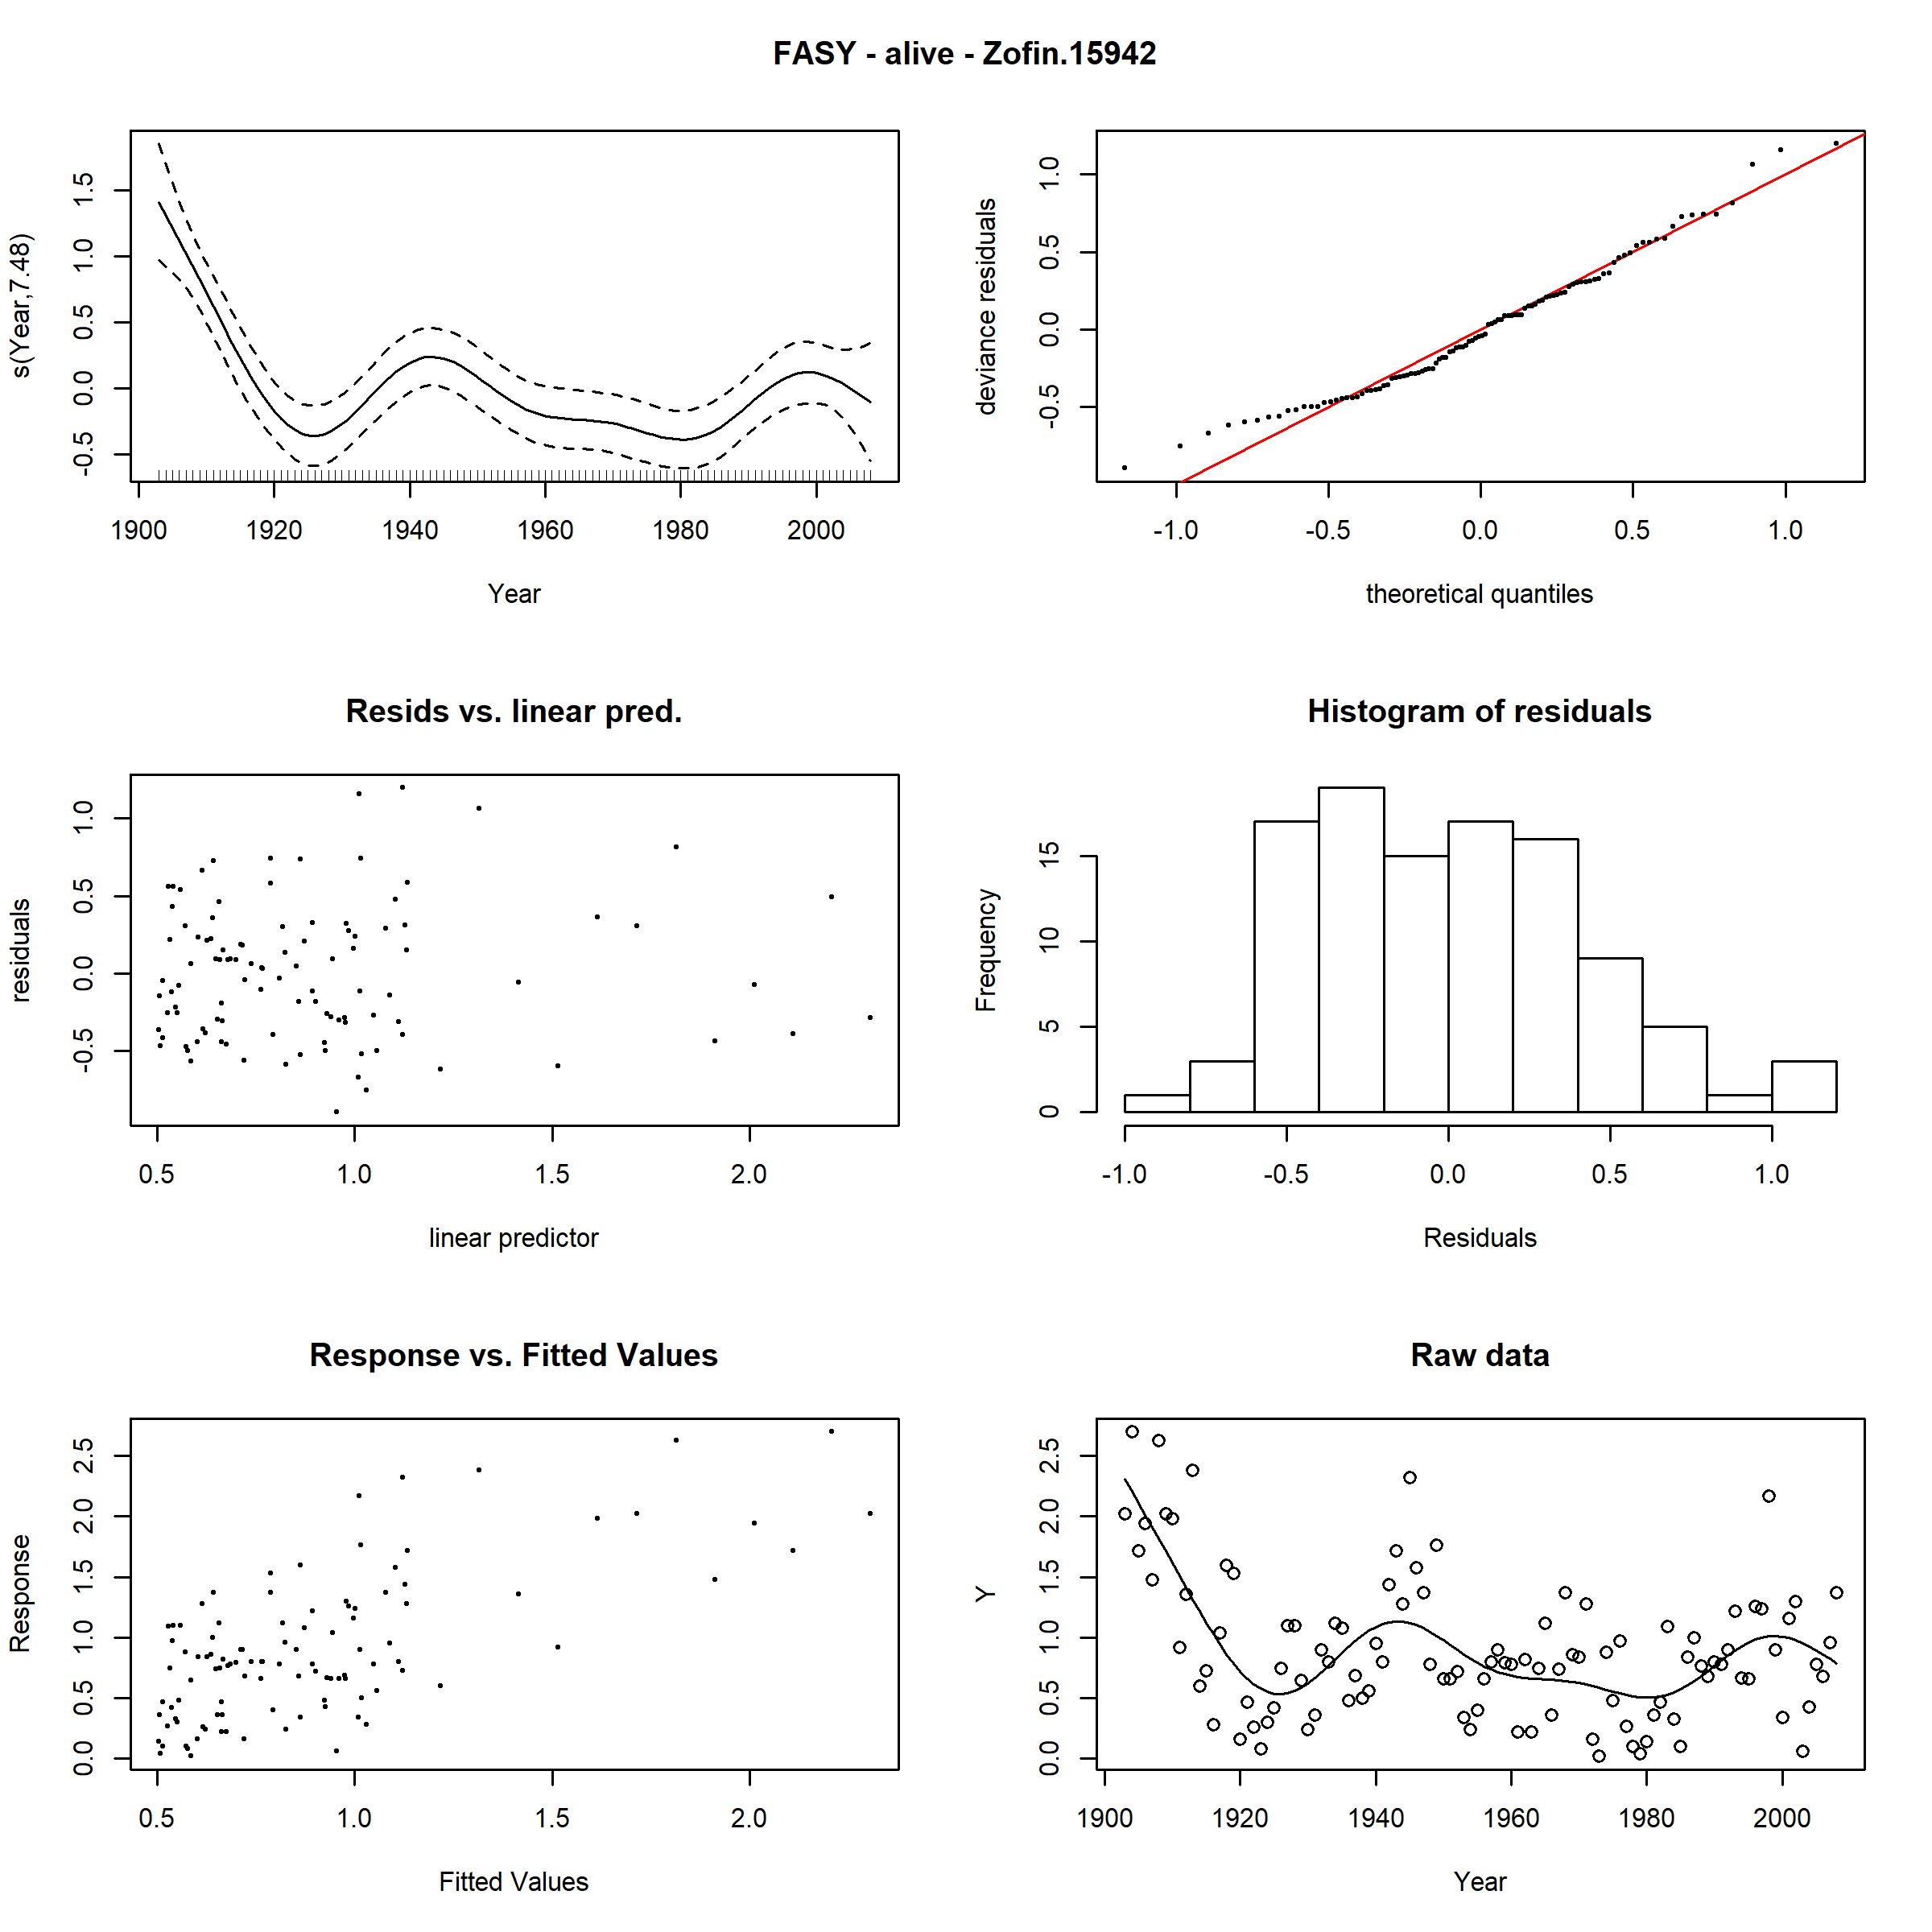 FASY - alive - Zofin.15942
s(Year,7.48)
-0.5 0.0 0.5 1.0 1.5
1900 1920 1940 1960 1980 2000
Year
deviance residuals
-0.5 0.0 0.5 1.0
-1.0 -0.5 0.0 0.5 1.0
theoretical quantiles
Resids vs. linear pred.
residuals
-0.5 0.0 0.5 1.0
0.5 1.0 1.5 2.0
linear predictor
Histogram of residuals
Frequency
0 5 10 15
-1.0 -0.5 0.0 0.5 1.0
Residuals
Response vs. Fitted Values
Response
0.0 0.5 1.0 1.5 2.0 2.5
0.5 1.0 1.5 2.0
Fitted Values
Raw data
Y
0.0 0.5 1.0 1.5 2.0 2.5
1900 1920 1940 1960 1980 2000
Year